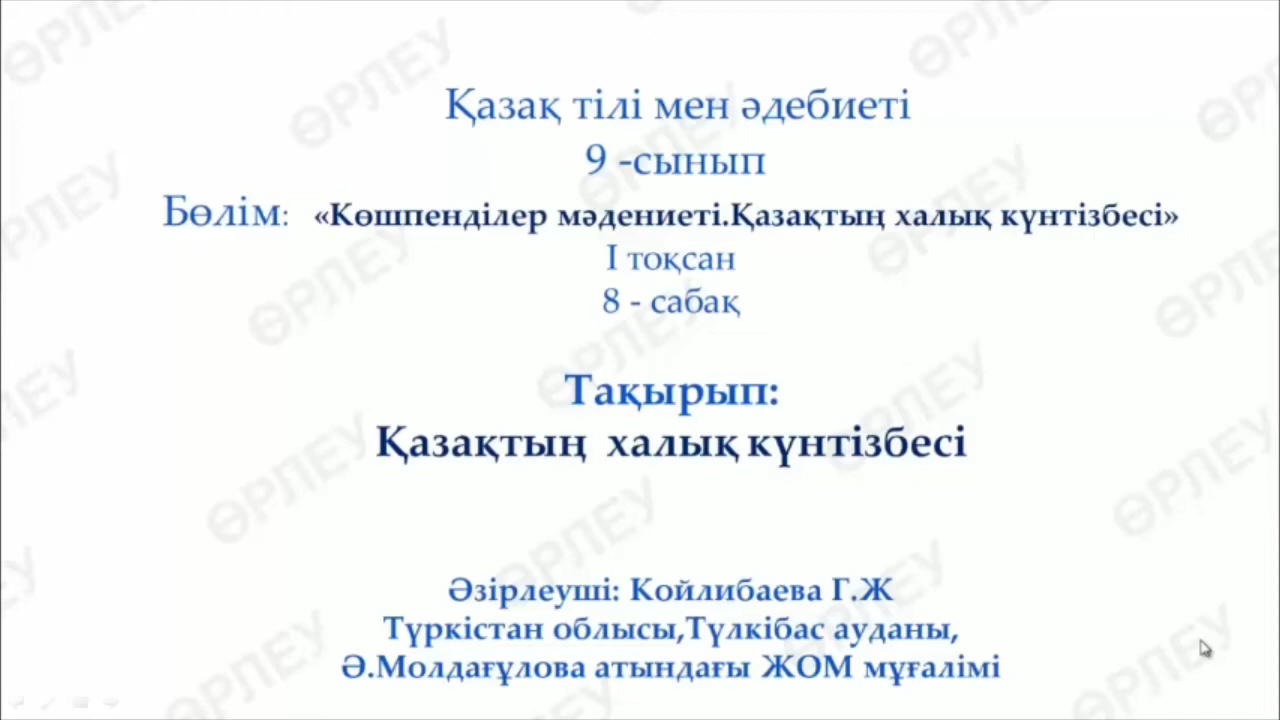 Қазақ тілі мен әдебиеті
9 -сынып
Бөлім: «Көшпенділер мәдениеті.Қазақтың халық күнтізбесі»
І тоқсан
8 - сабақ
Тақырып:
Қазақтың халық күнтізбесі
Әзірлеуші: Койлибаева Г.Ж
Түркістан облысы,Түлкібас ауданы,
Ә.Молдағұлова атындағы ЖОМ мұғалімі
ӨРЛЕУ